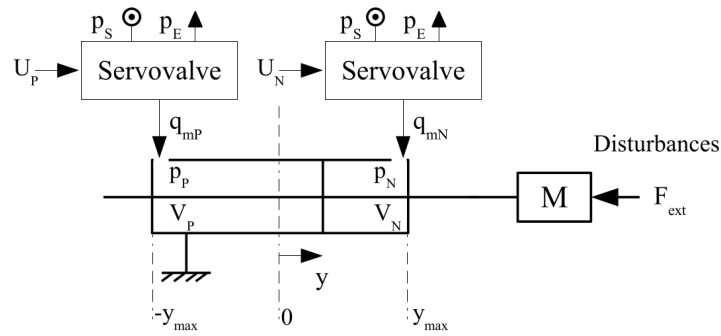 p_S p_E p_S p_E
U_P Servovalve U_N Servovalve
q_mP q_mN
Disturbances
p_P p_N
M F_ext
V_P V_N
y
-y_max 0 y_max